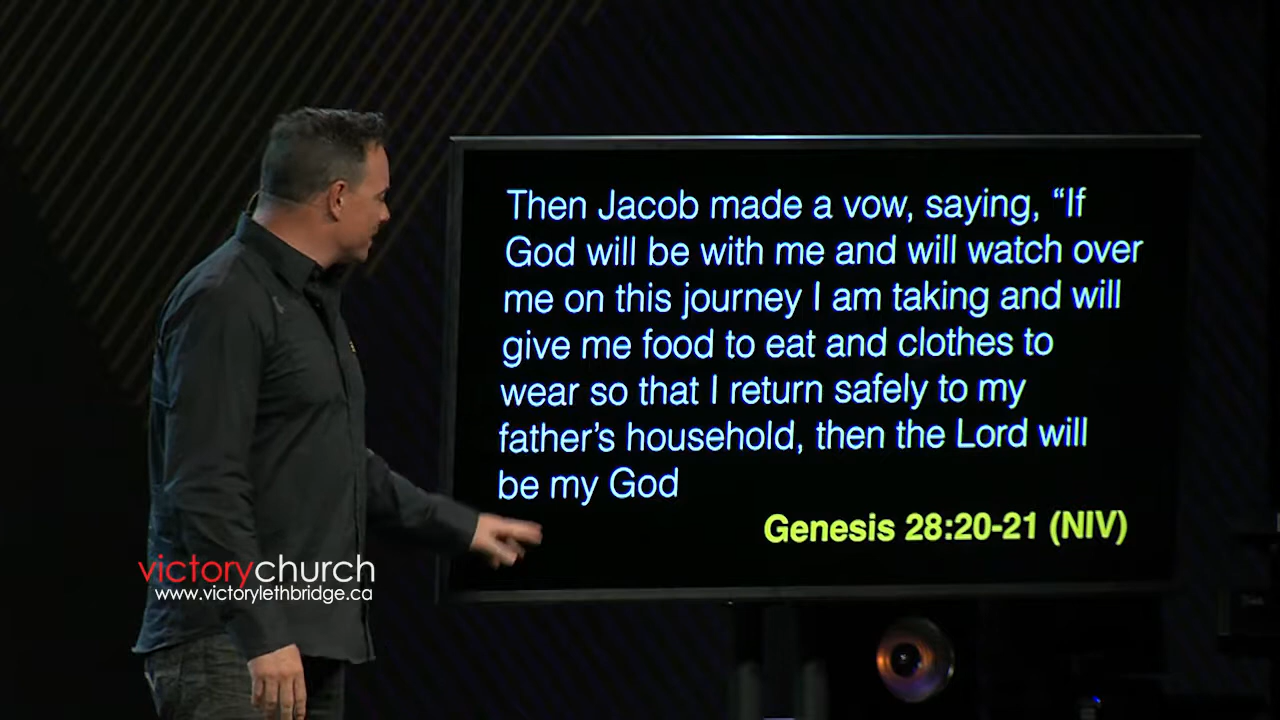 Then Jacob made a vow, saying, “If
God will be with me and will watch over
me on this journey I am taking and will
give me food to eat and clothes to
wear so that I return safely to my
father’s household, then the Lord will
be my God
Genesis 28:20-21 (NIV)
victorychurch
www.victorylethbridge.ca